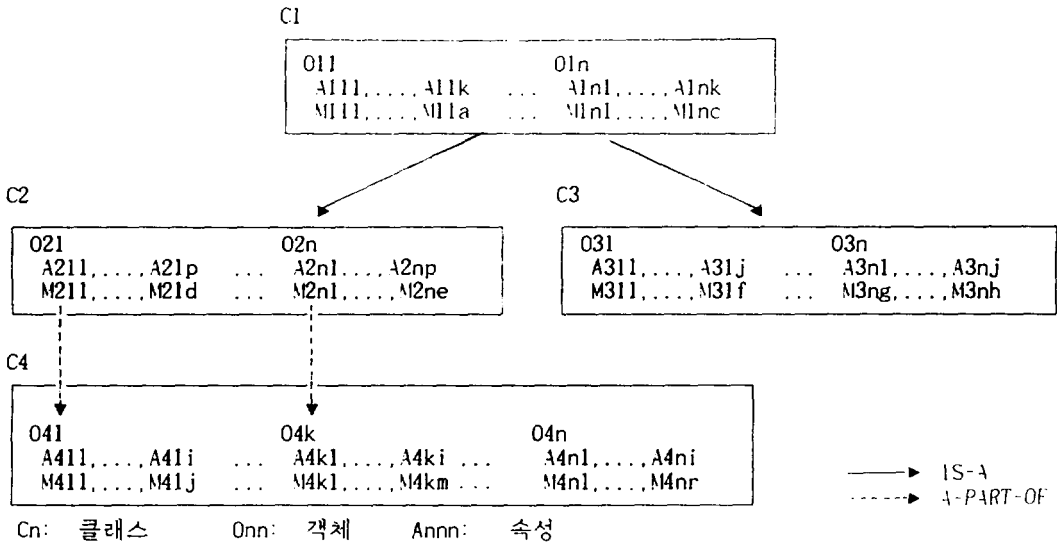 C1
O11 O1n
A111,...,A11k ... A1n1,...,A1nk
M111,...,M11a ... M1n1,...,M1nc
C2 C3
O21 O2n O31 O3n
A211,...,A21p ... A2n1,...,A2np A311,...,A31j ... A3n1,...,A3nj
M211,...,M21d ... M2n1,...,M2ne M311,...,M31f ... M3ng,...,M3nh
C4
O41 O4k O4n
A411,...,A41i ... A4k1,...,A4ki ... A4n1,...,A4ni
M411,...,M41j ... M4k1,...,M4km ... M4n1,...,M4nr
IS-A
A-PART-OF
Cn: 클래스 Onn: 객체 Annn: 속성